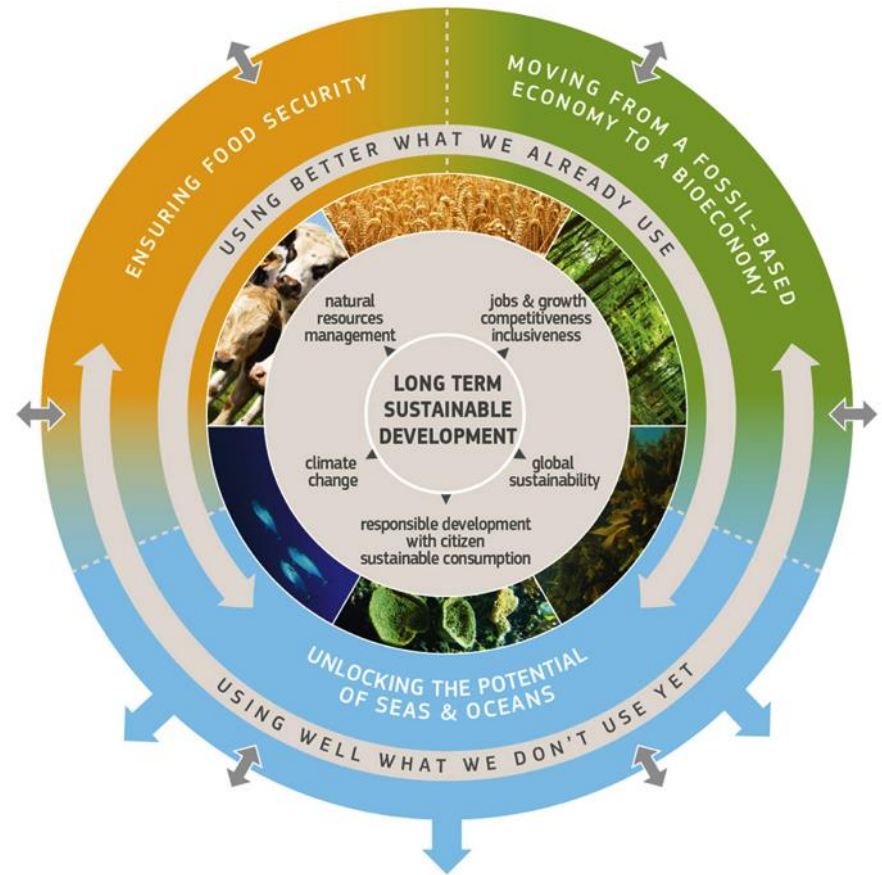 ENSURING FOOD SECURITY
MOVING FROM A FOSSIL-BASED
ECONOMY TO A BIOECONOMY
USING BETTER WHAT WE ALREADY USE
natural
resources
management
jobs & growth
competitiveness
inclusiveness
LONG TERM
SUSTAINABLE
DEVELOPMENT
climate
change
global
sustainability
responsible development
with citizen
sustainable consumption
UNLOCKING THE POTENTIAL
OF SEAS & OCEANS
USING WELL WHAT WE DON'T USE YET